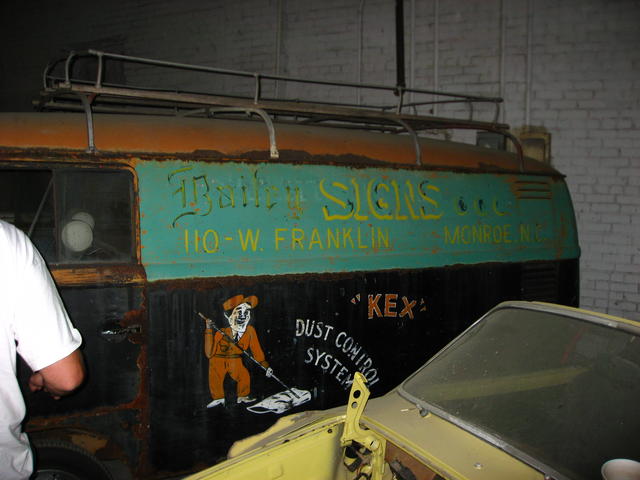 Bailey SIGNS
110-W. FRANKLIN MONROE, N.C.
"KEX"
DUST CONTROL
SYSTEM